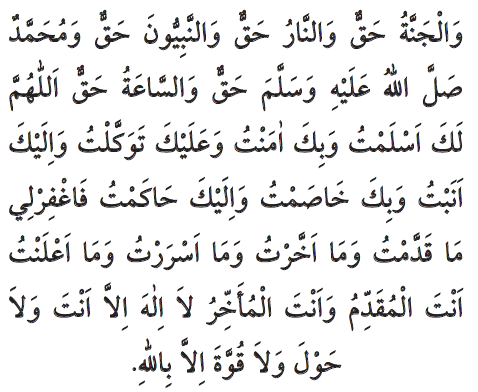 وَالْجَنَّةُ حَقٌّ وَالنَّارُ حَقٌّ وَالنَّبِيُّونَ حَقٌّ وَمُحَمَّدٌ
صَلَّ اللهُ عَلَيْهِ وَسَلَّمَ حَقٌّ وَالسَّاعَةُ حَقٌّ اَللّٰهُمَّ
لَكَ اَسْلَمْتُ وَبِكَ اٰمَنْتُ وَعَلَيْكَ تَوَكَّلْتُ وَاِلَيْكَ
اَنَبْتُ وَبِكَ خَاصَمْتُ وَاِلَيْكَ حَاكَمْتُ فَاغْفِرْلِي
مَا قَدَّمْتُ وَمَا اَخَّرْتُ وَمَا اَسْرَرْتُ وَمَا اَعْلَنْتُ
اَنْتَ الْمُقَدِّمُ وَاَنْتَ الْمُأَخِّرُ لاَ اِلٰهَ اِلاَّ اَنْتَ وَلاَ
حَوْلَ وَلاَ قُوَّةَ اِلاَّ بِاللهِ.